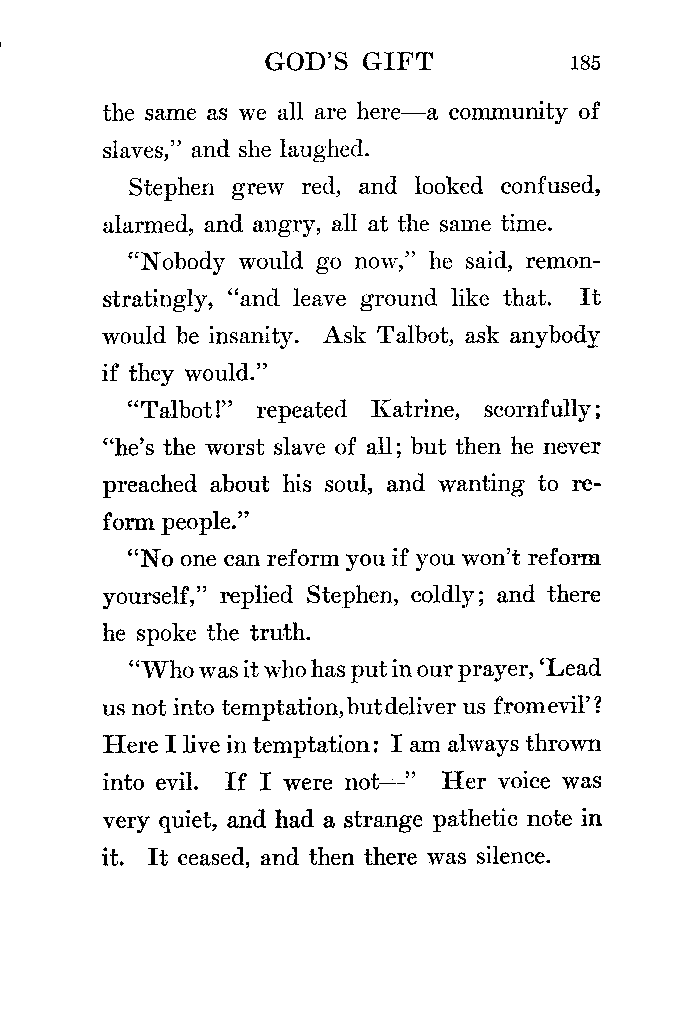 GOD'S GIFT 185
the same as we all are here—a community of
slaves," and she laughed.
Stephen grew red, and looked confused,
alarmed, and angry, all at the same time.
"Nobody would go now," he said, remon-
stratingly, "and leave ground like that. It
would be insanity. Ask Talbot, ask anybody
if they would."
"Talbot!" repeated Katrine, scornfully;
"he's the worst slave of all; but then he never
preached about his soul, and wanting to re-
form people."
"No one can reform you if you won't reform
yourself," replied Stephen, coldly; and there
he spoke the truth.
"Who was it who has put in our prayer, 'Lead
us not into temptation, but deliver us from evil'?
Here I live in temptation: I am always thrown
into evil. If I were not—" Her voice was
very quiet, and had a strange pathetic note in
it. It ceased, and then there was silence.